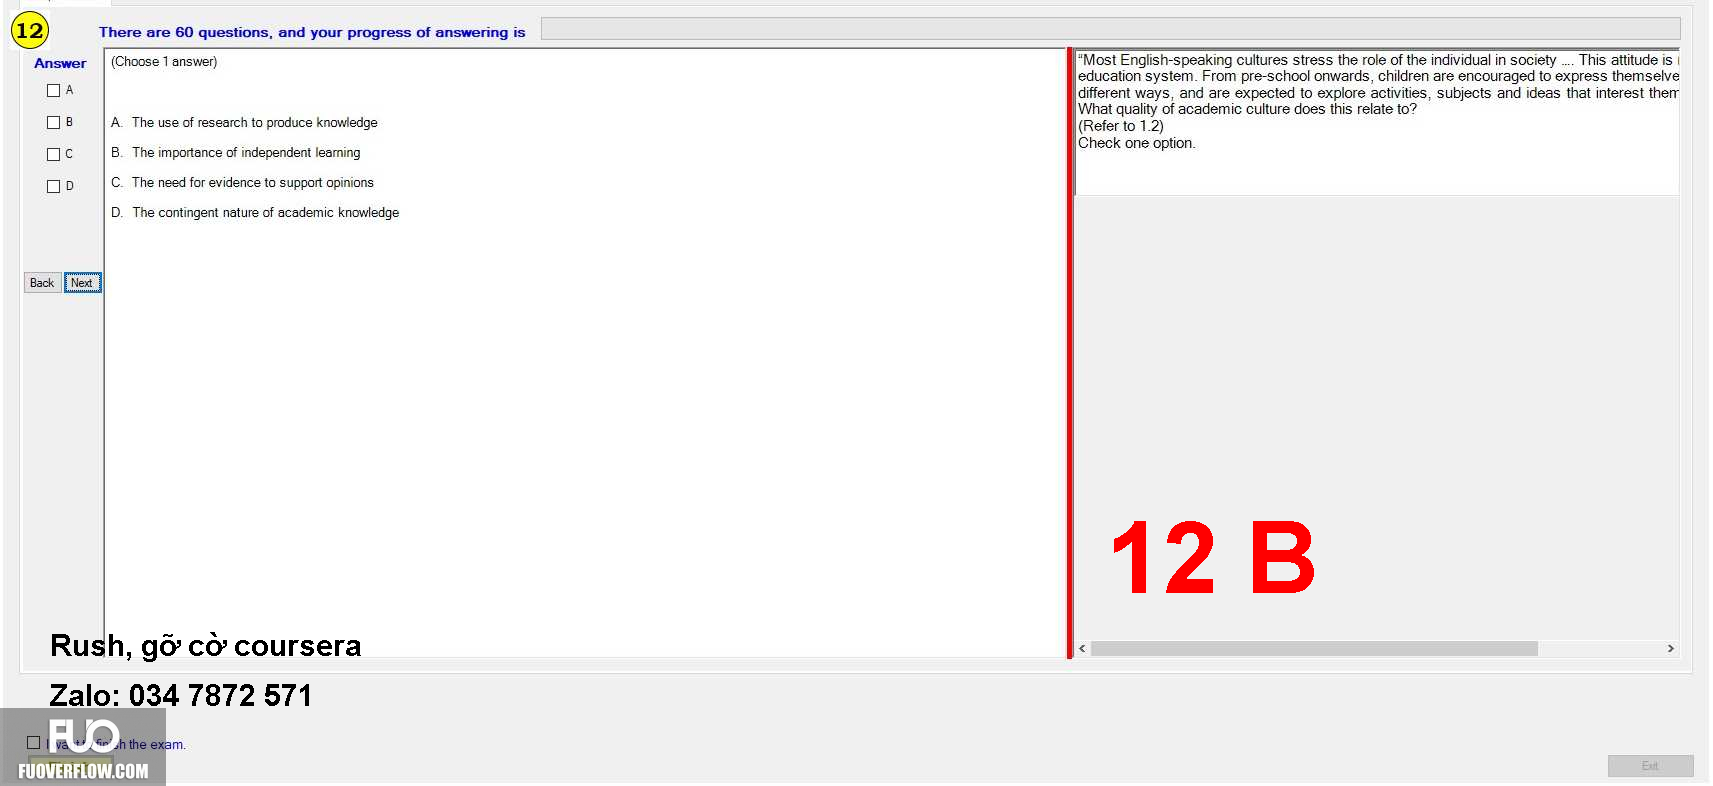 12
There are 60 questions, and your progress of answering is
Answer
A
B
C
D
Back Next
(Choose 1 answer)
A. The use of research to produce knowledge
B. The importance of independent learning
C. The need for evidence to support opinions
D. The contingent nature of academic knowledge
"Most English-speaking cultures stress the role of the individual in society .... This attitude is
education system. From pre-school onwards, children are encouraged to express themselve
different ways, and are expected to explore activities, subjects and ideas that interest them
What quality of academic culture does this relate to?
(Refer to 1.2)
Check one option.
12 B
Rush, gỡ cờ coursera
Zalo: 034 7872 571
I want to finish the exam.
FUO
FUOVERFLOW.COM
Exit